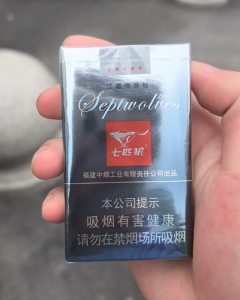 Septwolves
七匹狼
福建中烟工业有限责任公司出品
本公司提示
吸烟有害健康
请勿在禁烟场所吸烟